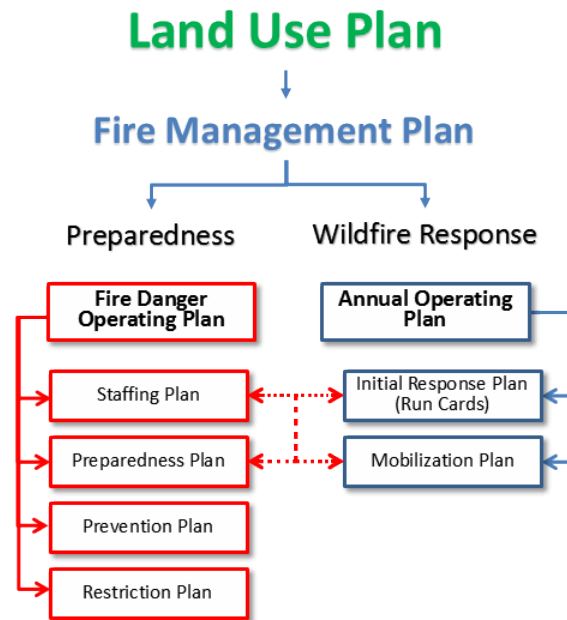 Land Use Plan
Fire Management Plan
Preparedness
Wildfire Response
Fire Danger
Operating Plan
Annual Operating
Plan
Staffing Plan
Initial Response Plan
(Run Cards)
Preparedness Plan
Mobilization Plan
Prevention Plan
Restriction Plan